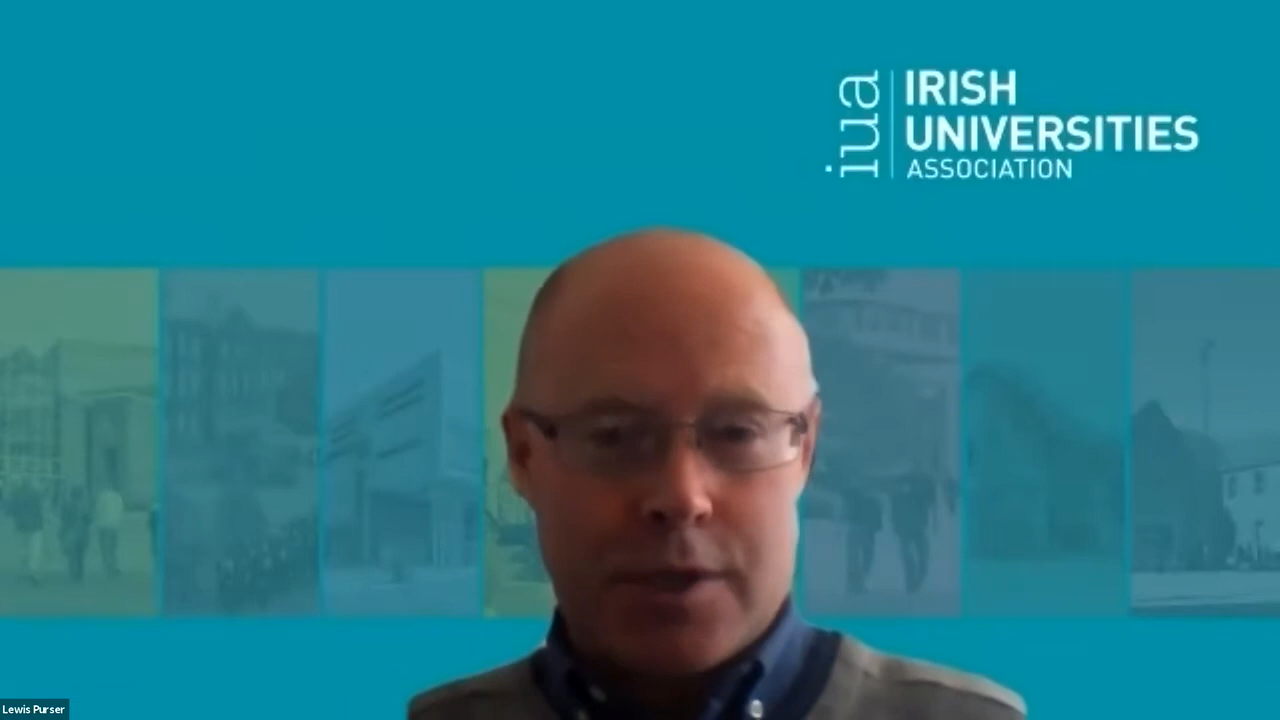 iua
IRISH
UNIVERSITIES
ASSOCIATION
Lewis Purser